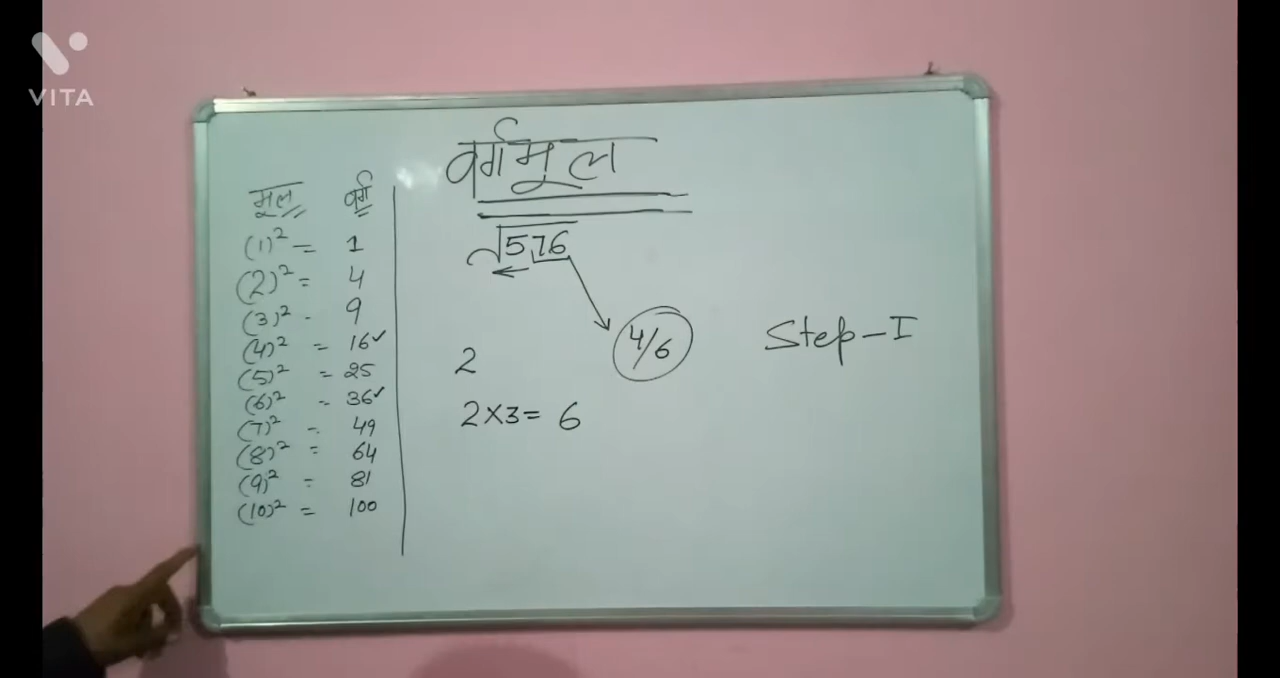 VITA
वर्गमूल
मूल वर्ग
(1)² = 1
(2)² = 4
(3)² - 9
(4)² = 16✓
(5)² = 25
(6)² = 36✓
(7)² = 49
(8)² = 64
(9)² = 81
(10)² = 100
√576
4/6
Step-I
2
2×3= 6